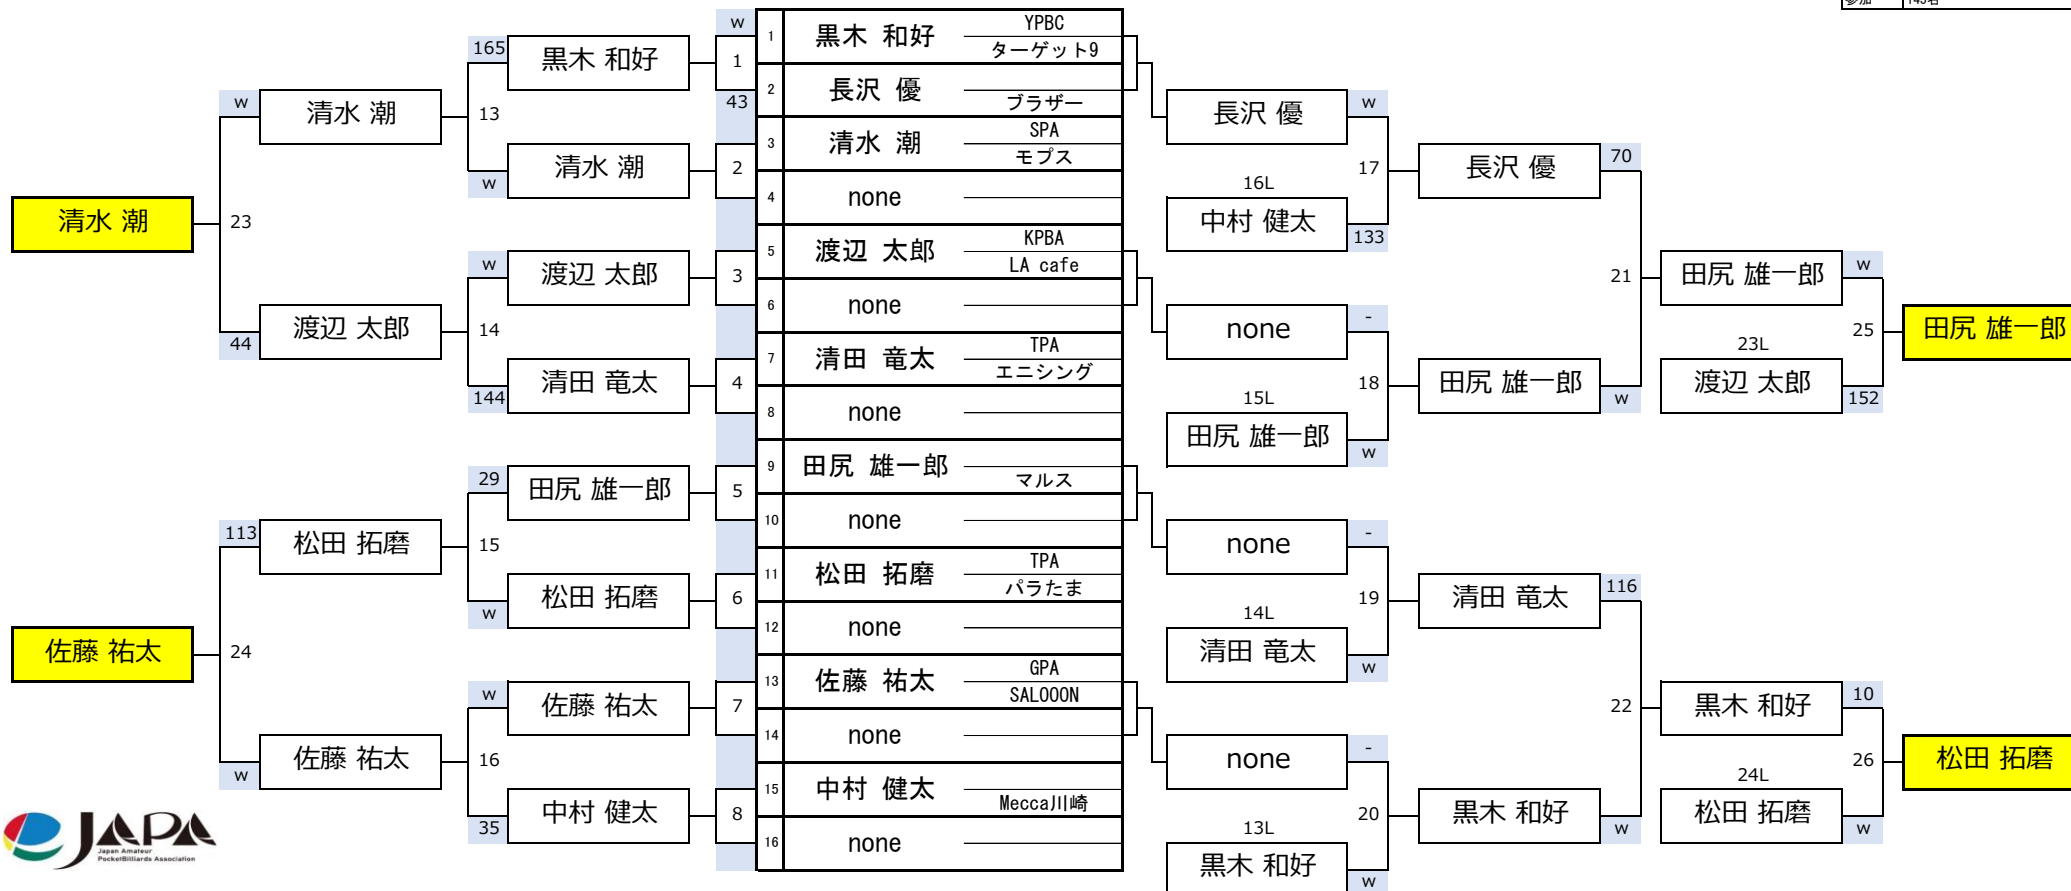 参加 143名
w
1 黒木 和好 YPBC
ターゲット9
165 黒木 和好 1
2 長沢 優
ブラザー
43
w 清水 潮 13
長沢 優 w
3 清水 潮 SPA
モプス
w 清水 潮 2
17 長沢 優 70
4 none
16L
中村 健太 133
清水 潮 23
5 渡辺 太郎 KPBA
LA cafe
w 渡辺 太郎 3
21 田尻 雄一郎 w
6 none
44 渡辺 太郎 14
none -
25 田尻 雄一郎
7 清田 竜太 TPA
エニシング
144 清田 竜太 4
18 田尻 雄一郎 w
23L
渡辺 太郎 152
8 none
15L
田尻 雄一郎 w
9 田尻 雄一郎
マルス
29 田尻 雄一郎 5
10 none
113 松田 拓磨 15
none -
11 松田 拓磨 TPA
パラたま
w 松田 拓磨 6
19 清田 竜太 116
12 none
14L
清田 竜太 w
佐藤 祐太 24
13 佐藤 祐太 GPA
SALOOON
w 佐藤 祐太 7
22 黒木 和好 10
14 none
w 佐藤 祐太 16
none -
26 松田 拓磨
15 中村 健太
Mecca川崎
35 中村 健太 8
20 黒木 和好 w
24L
松田 拓磨 w
16 none
13L
黒木 和好 w
JAPA
Japan Amateur
PocketBilliards Association